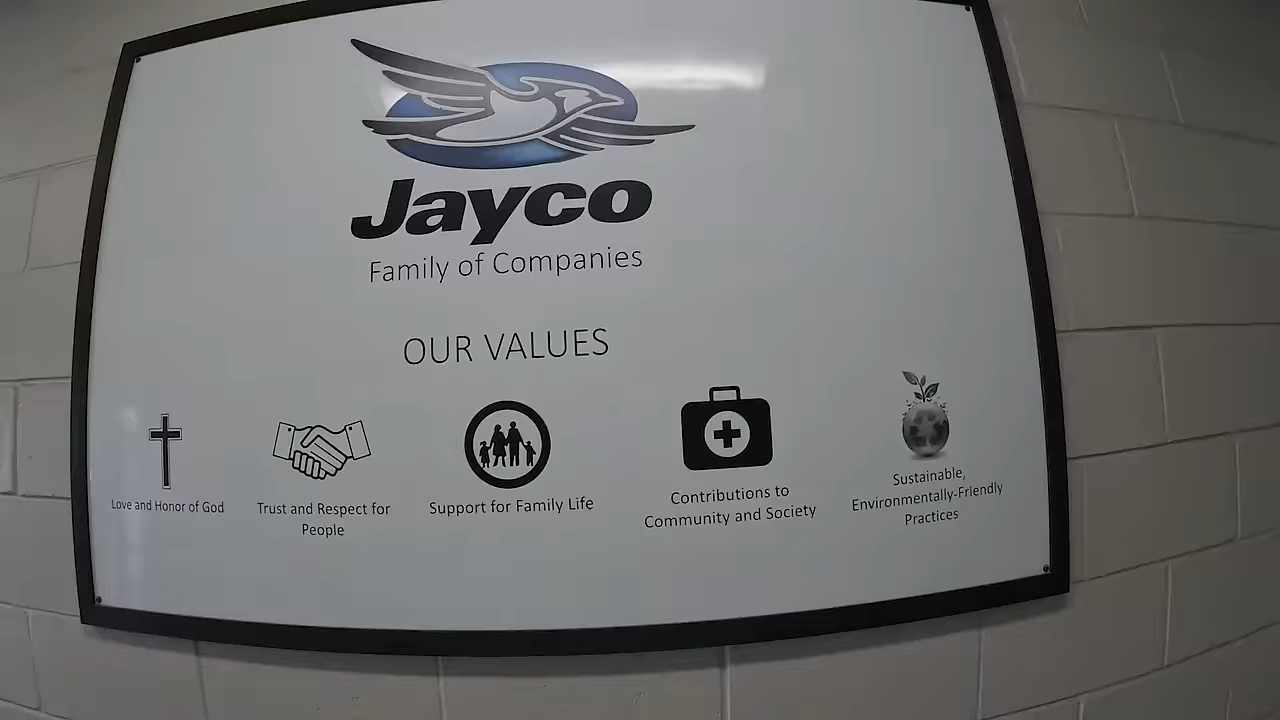 Jayco
Family of Companies
OUR VALUES
Love and Honor of God
Trust and Respect for
People
Support for Family Life
Contributions to
Community and Society
Sustainable,
Environmentally-Friendly
Practices